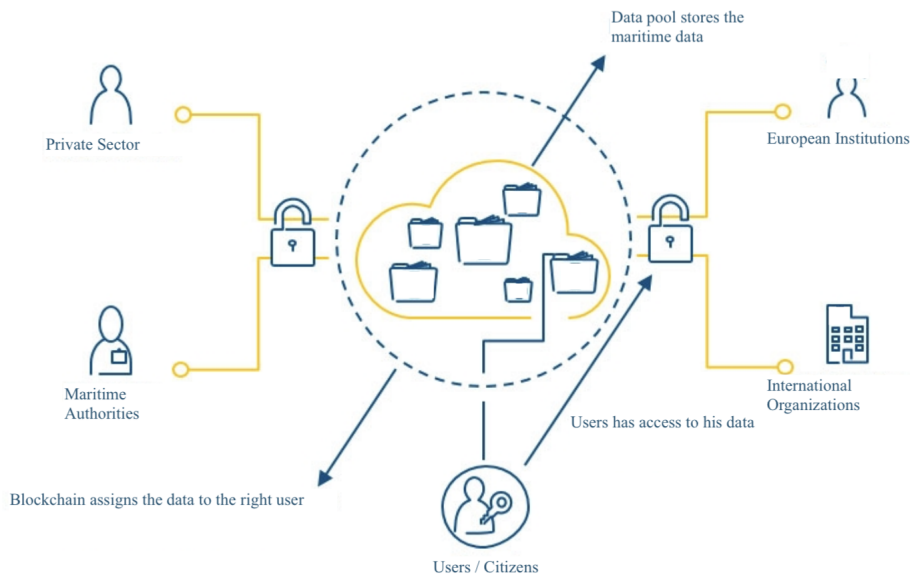 Data pool stores the
maritime data
Private Sector
European Institutions
Maritime
Authorities
International
Organizations
Users has access to his data
Blockchain assigns the data to the right user
Users / Citizens